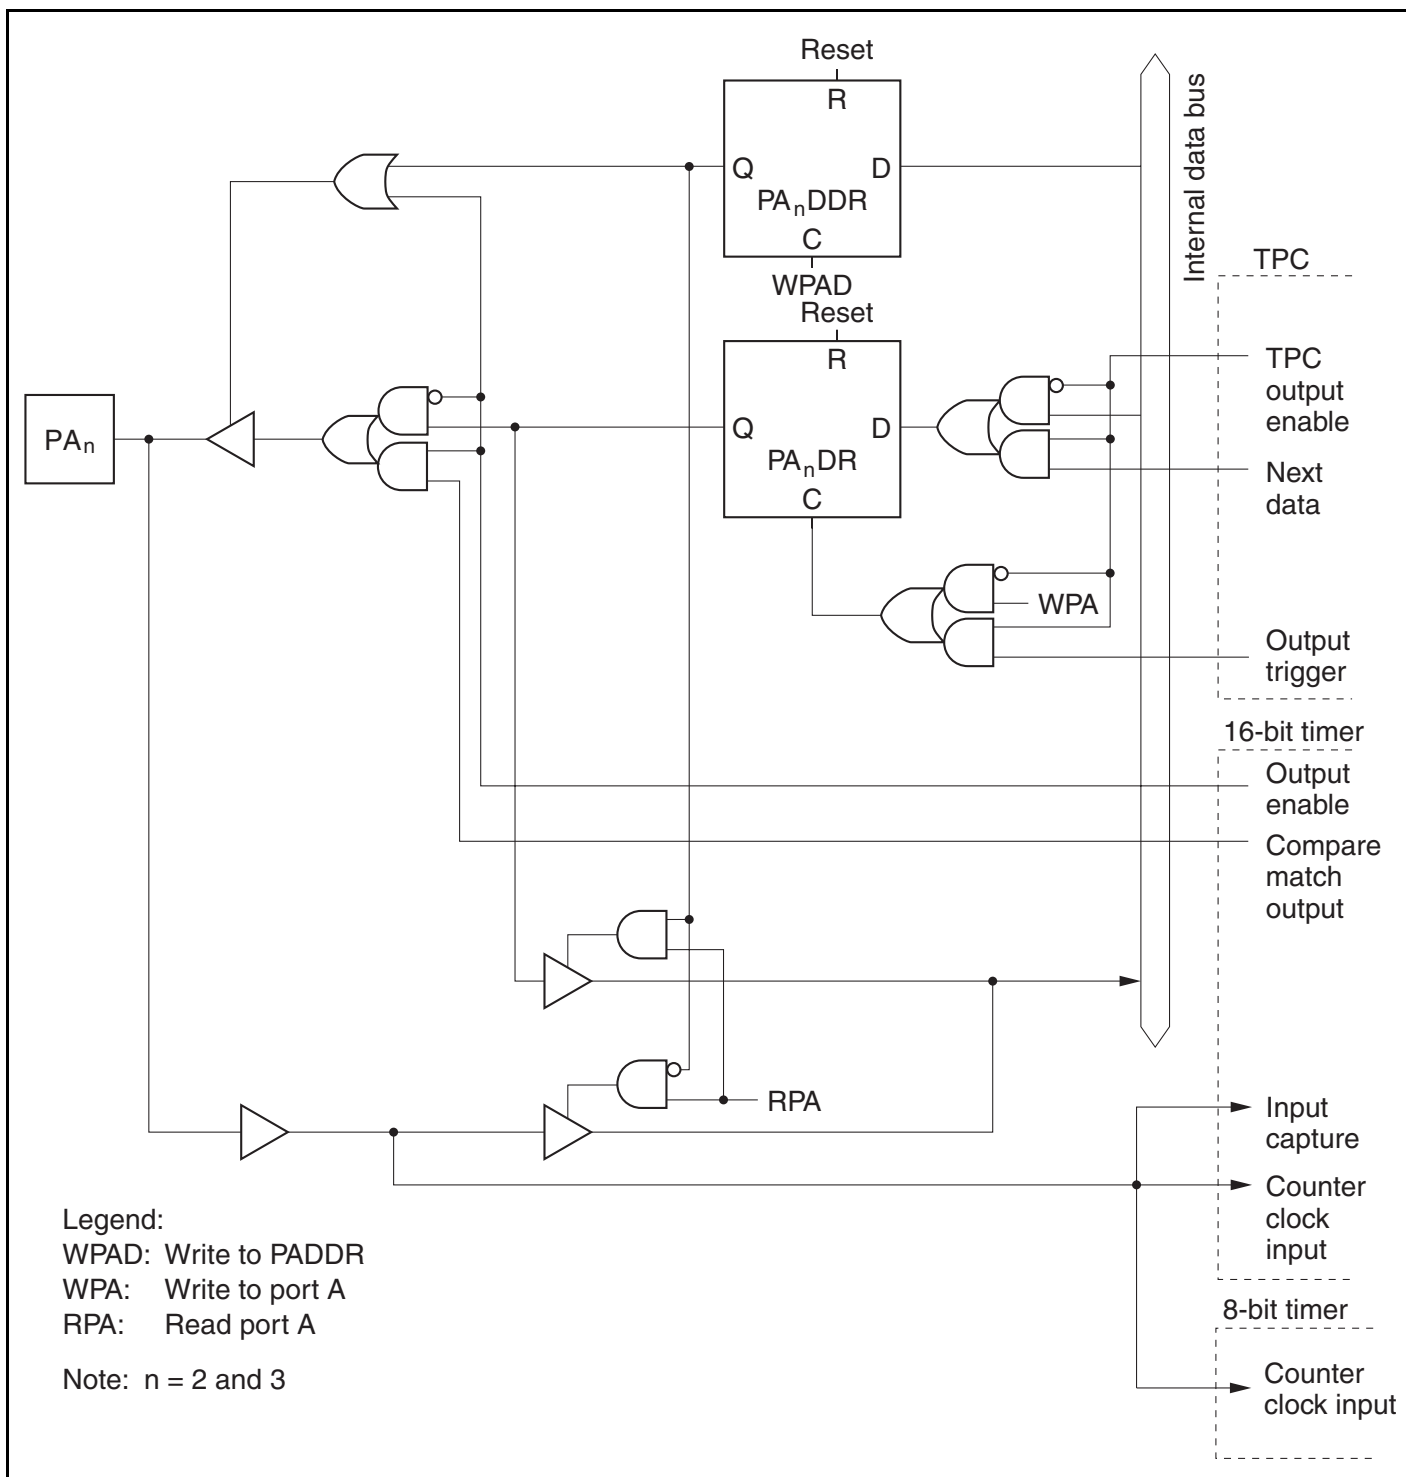 Reset
R
Q
D
PAnDDR
C
WPAD
Internal data bus
TPC
Reset
R
Q
D
PAnDR
C
TPC
output
enable
Next
data
PAn
WPA
Output
trigger
16-bit timer
Output
enable
Compare
match
output
RPA
Input
capture
Counter
clock
input
8-bit timer
Counter
clock input
Legend:
WPAD: Write to PADDR
WPA: Write to port A
RPA: Read port A
Note: n = 2 and 3